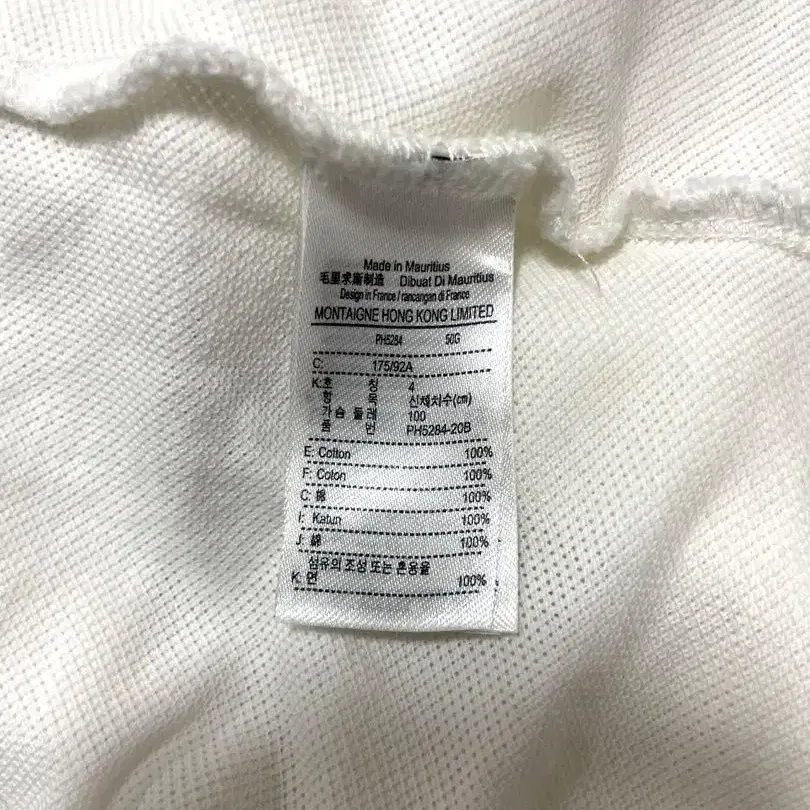 Made in Mauritius
毛里求斯制造 Dibuat Di Mauritius
Design in France / rancangan di France
MONTAIGNE HONG KONG LIMITED
PH5284 50G
C: 175/92A
K:호 칭 4
항 목 신체치수(㎝)
가슴 둘레 100
품 번 PH5284-20B
E: Cotton 100%
F: Coton 100%
C: 綿 100%
I: Katun 100%
J: 綿 100%
섬유의 조성 또는 혼용율
K: 면 100%